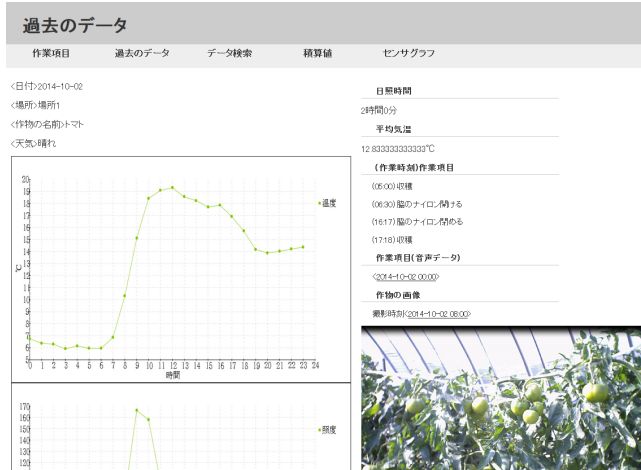 過去のデータ
作業項目 過去のデータ データ検索 積算値 センサグラフ
<日付>2014-10-02
<場所>場所1
<作物の名前>トマト
<天気>晴れ
20
19
18
17
16
15
14
13
12
11
10
9
8
7
6
5
℃
温度
0 1 2 3 4 5 6 7 8 9 10 11 12 13 14 15 16 17 18 19 20 21 22 23 24
時間
170
160
150
140
130
120
照度
日照時間
2時間0分
平均気温
12.833333333333℃
(作業時刻)作業項目
(05:00)収穫
(06:30)脇のナイロン開ける
(16:17)脇のナイロン閉める
(17:18)収穫
作業項目(音声データ)
<2014-10-02 00:00>
作物の画像
撮影時刻<2014-10-02 08:00>